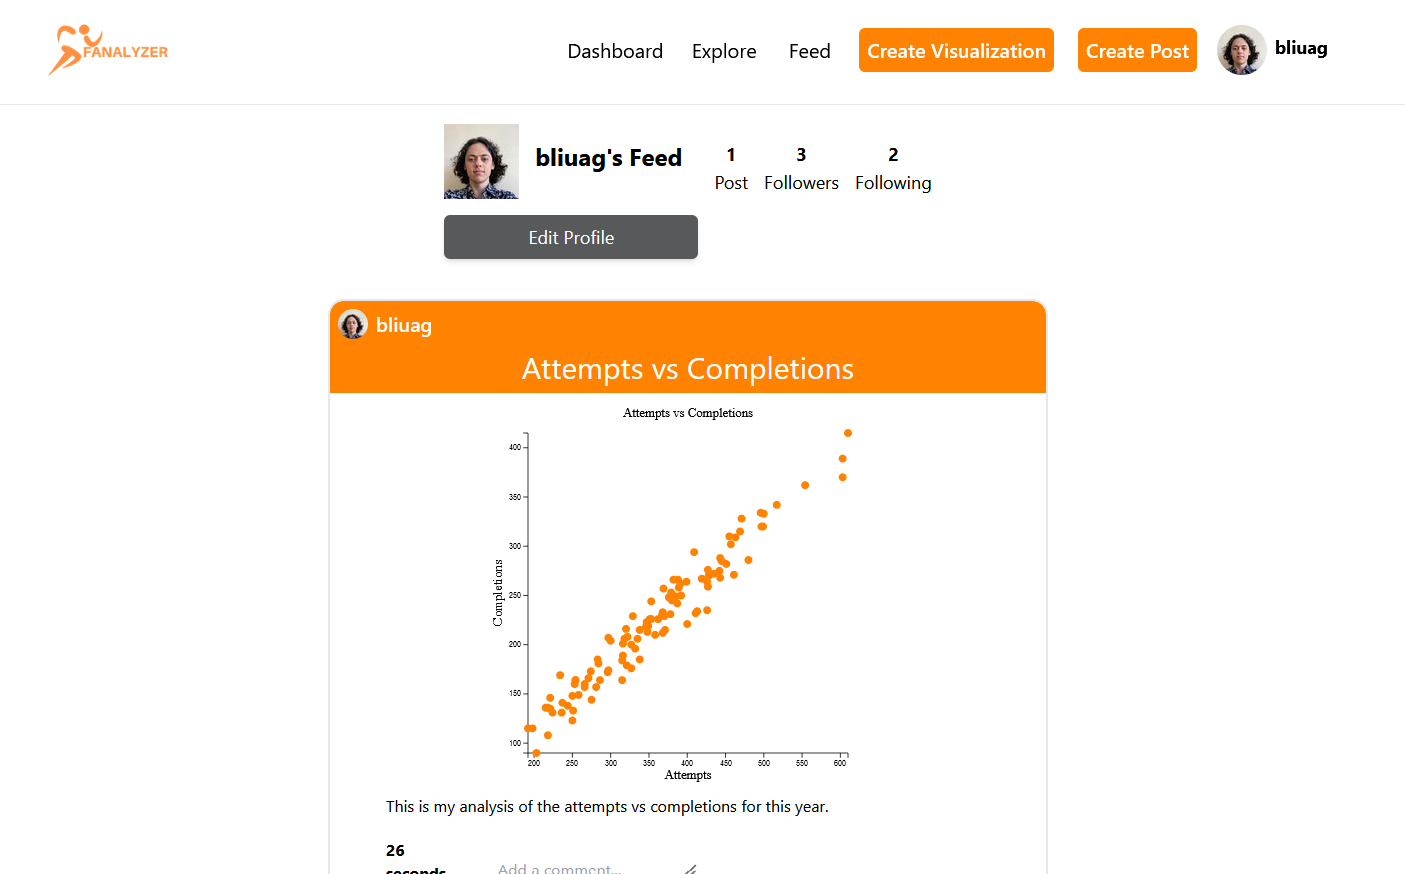 FANALYZER
Dashboard
Explore
Feed
Create Visualization
Create Post
bliuag
bliuag's Feed
1
Post
3
Followers
2
Following
Edit Profile
bliuag
Attempts vs Completions
Attempts vs Completions
400
350
300
250
200
150
100
Completions
200 250 300 350 400 450 500 550 600
Attempts
This is my analysis of the attempts vs completions for this year.
26
seconds
Add a comment...